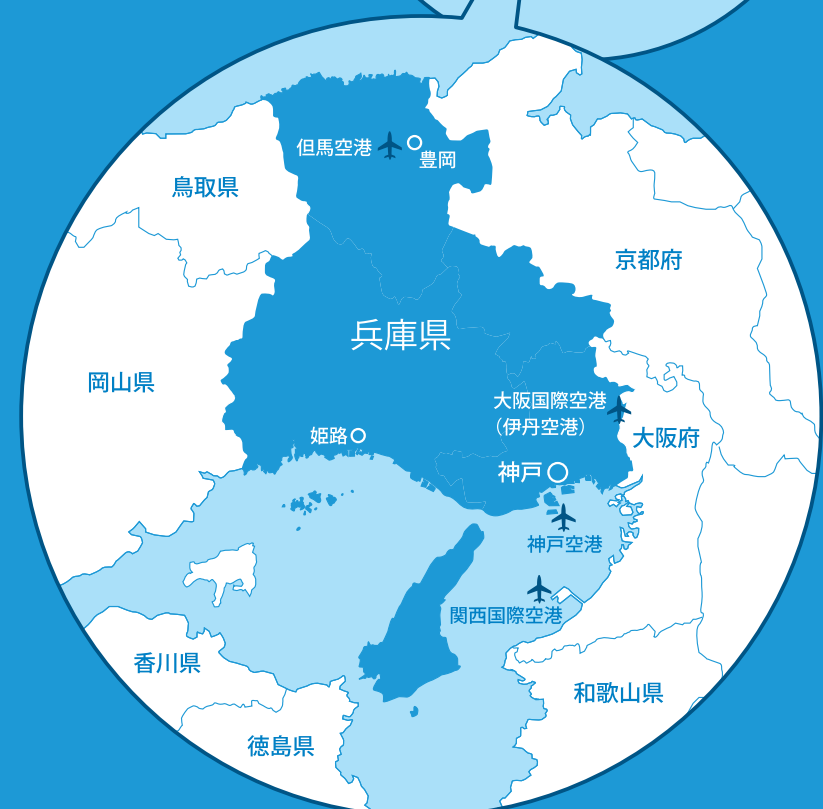 但馬空港
豊岡
鳥取県
京都府
兵庫県
岡山県
大阪国際空港
（伊丹空港）
姫路
大阪府
神戸
神戸空港
関西国際空港
香川県
和歌山県
徳島県